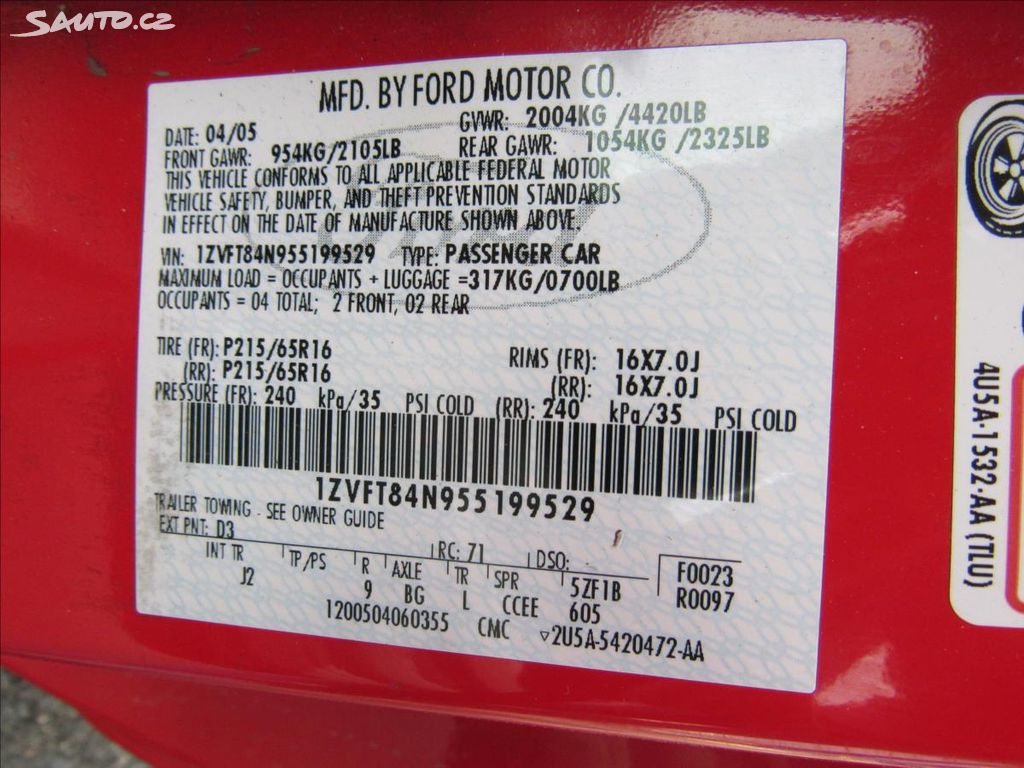 SAUTO.CZ
MFD. BY FORD MOTOR CO.
DATE: 04/05 GVWR: 2004KG /4420LB
FRONT GAWR: 954KG/2105LB REAR GAWR: 1054KG /2325LB
THIS VEHICLE CONFORMS TO ALL APPLICABLE FEDERAL MOTOR
VEHICLE SAFETY, BUMPER, AND THEFT PREVENTION STANDARDS
IN EFFECT ON THE DATE OF MANUFACTURE SHOWN ABOVE.
VIN: 1ZVFT84N955199529 TYPE: PASSENGER CAR
MAXIMUM LOAD = OCCUPANTS + LUGGAGE =317KG/0700LB
OCCUPANTS = 04 TOTAL; 2 FRONT, 02 REAR
TIRE (FR): P215/65R16 RIMS (FR): 16X7.0J
(RR): P215/65R16 (RR): 16X7.0J
PRESSURE (FR): 240 kPa/35 PSI COLD (RR): 240 kPa/35 PSI COLD
1ZVFT84N955199529
TRAILER TOWING - SEE OWNER GUIDE
EXT PNT: D3 RC: 71 DSO:
INT TR TP/PS R AXLE TR SPR 5ZF1B F0023
J2 9 BG L CCEE 605 R0097
1200504060355 CMC ▽2U5A-5420472-AA
4U5A-1532-AA (TLU)